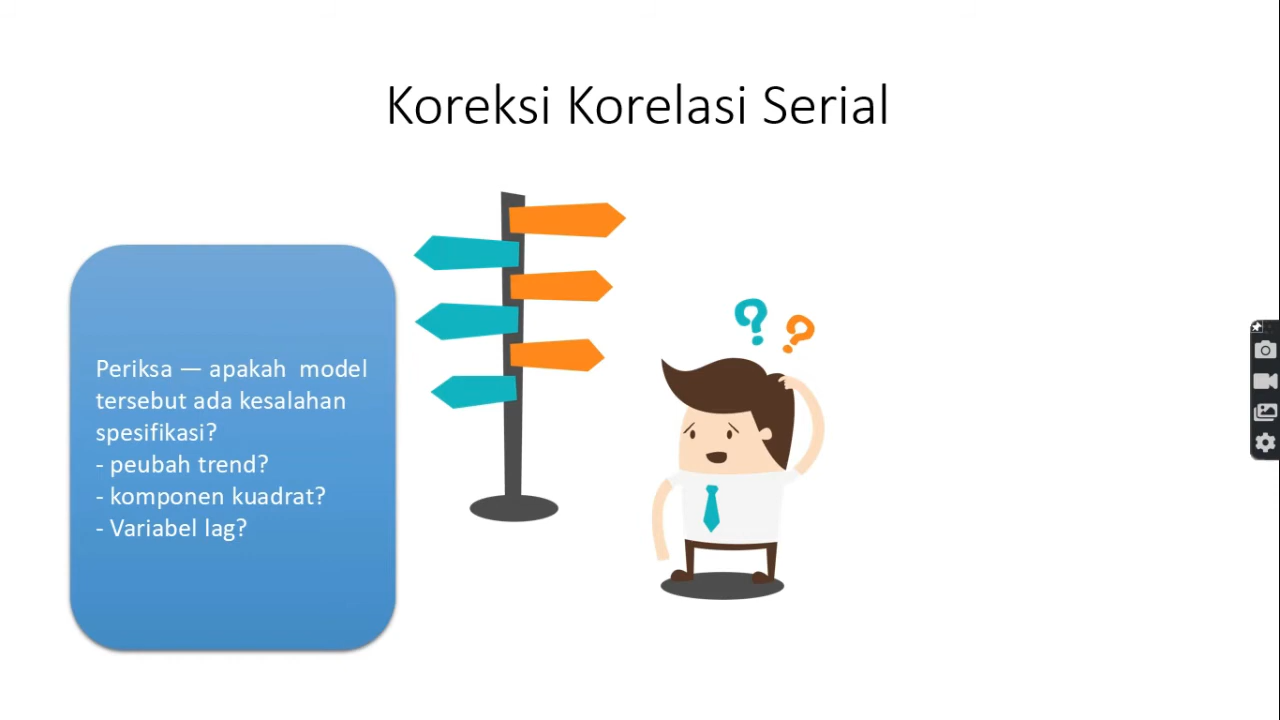 Koreksi Korelasi Serial
Periksa — apakah model
tersebut ada kesalahan
spesifikasi?
- peubah trend?
- komponen kuadrat?
- Variabel lag?
? ?